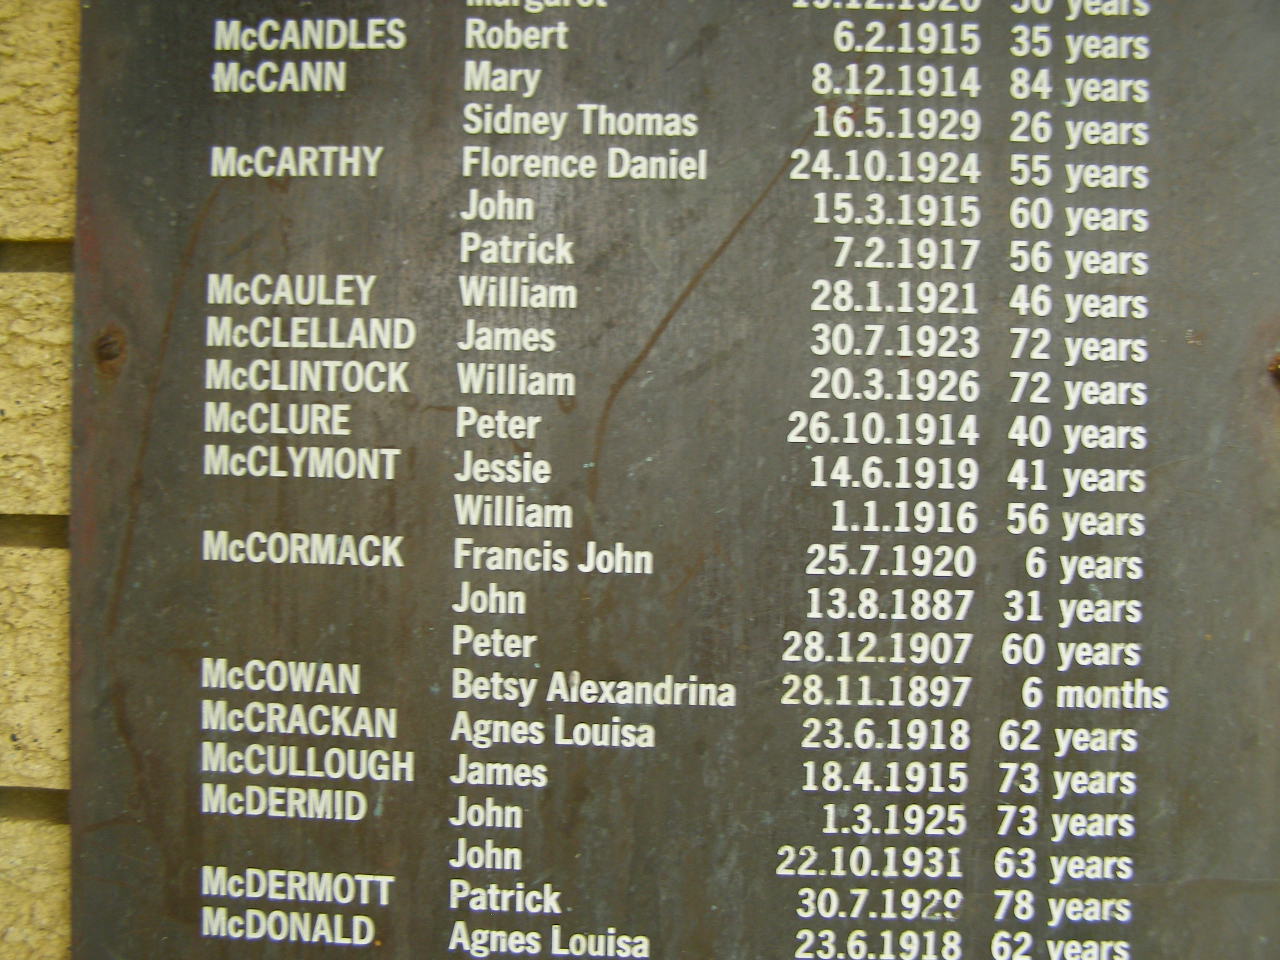 Margaret 50 years
McCANDLES Robert 6.2.1915 35 years
McCANN Mary 8.12.1914 84 years
Sidney Thomas 16.5.1929 26 years
McCARTHY Florence Daniel 24.10.1924 55 years
John 15.3.1915 60 years
Patrick 7.2.1917 56 years
McCAULEY William 28.1.1921 46 years
McCLELLAND James 30.7.1923 72 years
McCLINTOCK William 20.3.1926 72 years
McCLURE Peter 26.10.1914 40 years
McCLYMONT Jessie 14.6.1919 41 years
William 1.1.1916 56 years
McCORMACK Francis John 25.7.1920 6 years
John 13.8.1887 31 years
Peter 28.12.1907 60 years
McCOWAN Betsy Alexandrina 28.11.1897 6 months
McCRACKAN Agnes Louisa 23.6.1918 62 years
McCULLOUGH James 18.4.1915 73 years
McDERMID John 1.3.1925 73 years
John 22.10.1931 63 years
McDERMOTT Patrick 30.7.1929 78 years
McDONALD Agnes Louisa 23.6.1918 62 years